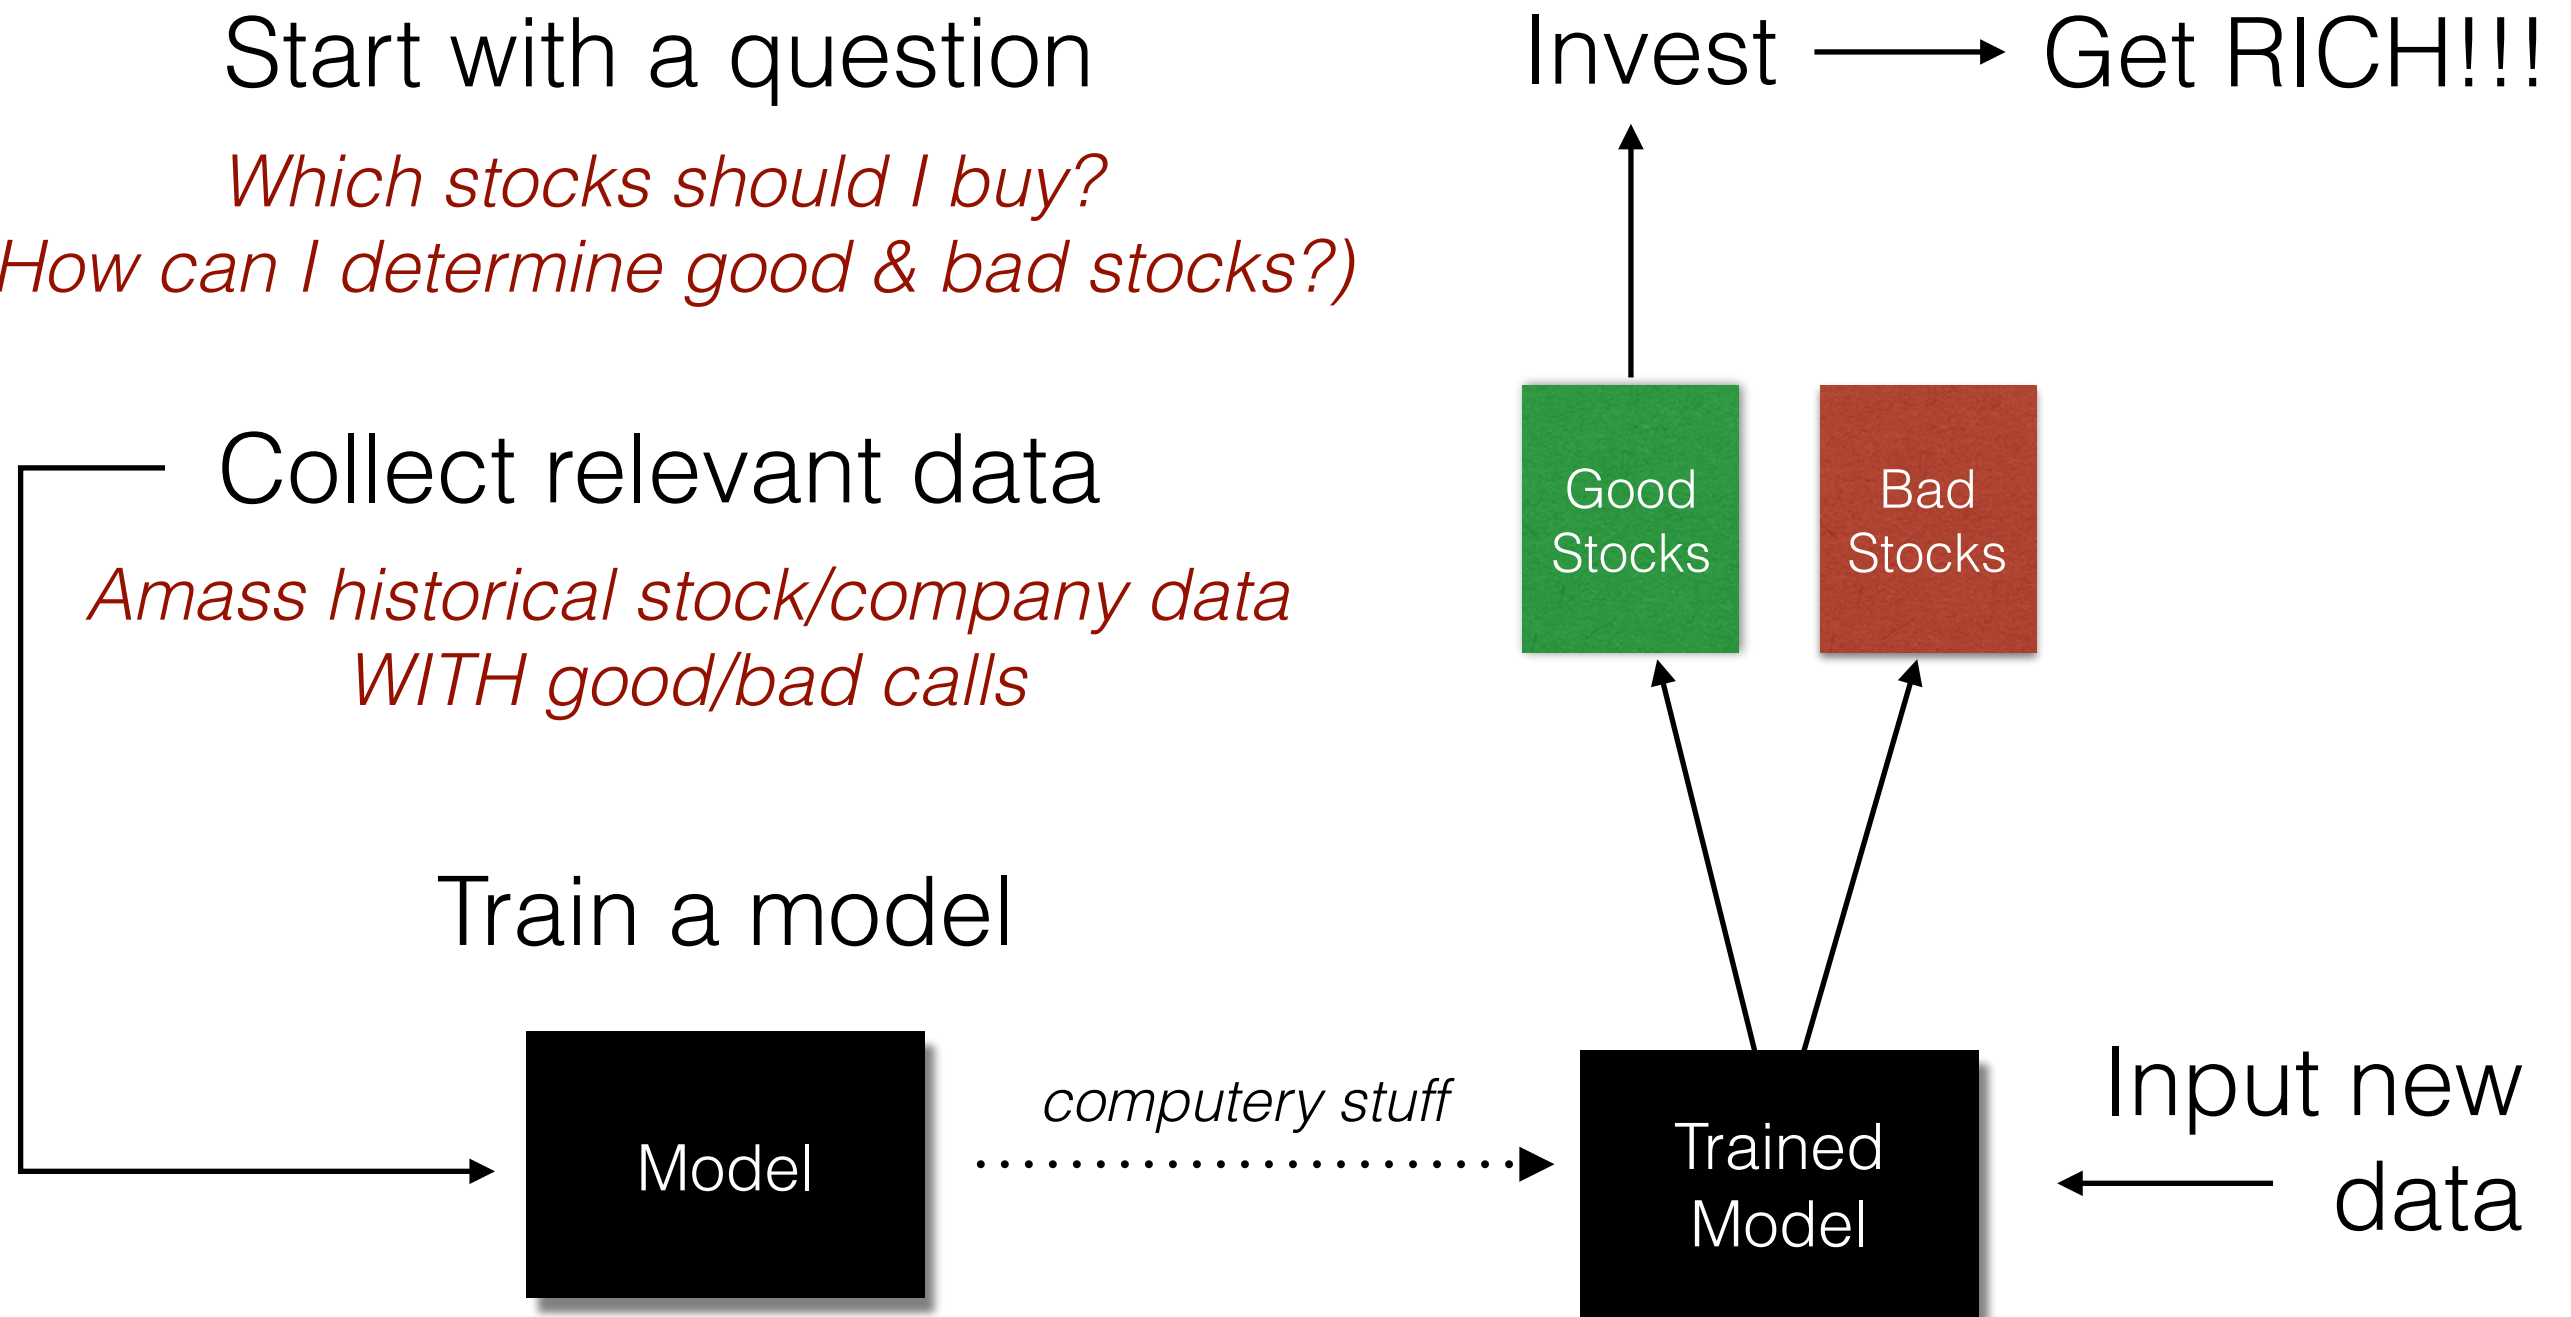 Start with a question
Which stocks should I buy?
How can I determine good & bad stocks?)
Collect relevant data
Amass historical stock/company data
WITH good/bad calls
Train a model
Model
computery stuff
Trained
Model
Input new
data
Good
Stocks
Bad
Stocks
Invest
Get RICH!!!